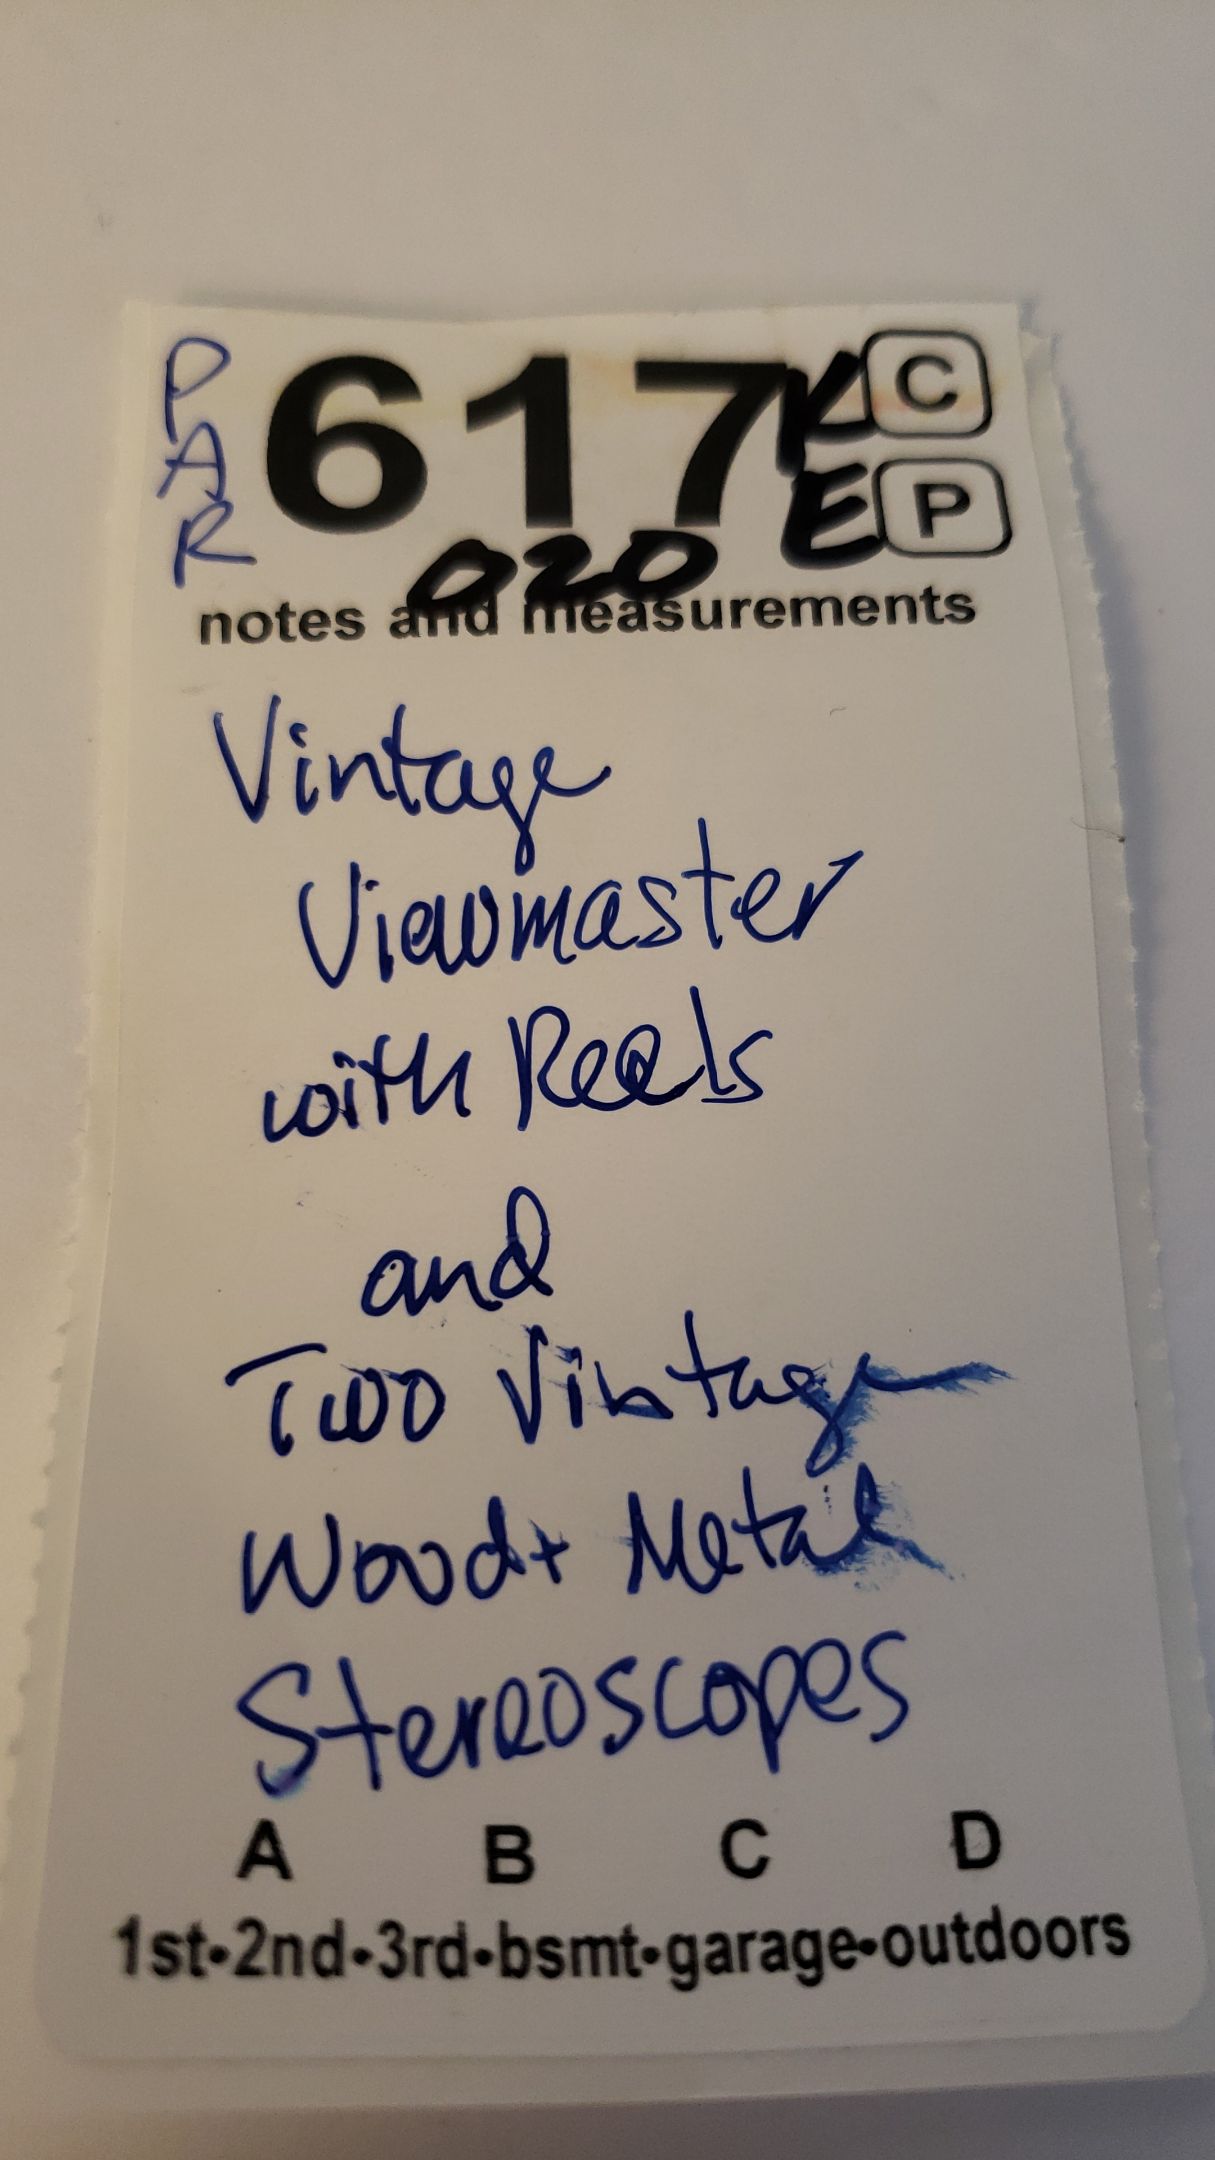 PAR
617 VE C
P
020
notes and measurements
Vintage
Viewmaster
with Reels
and
Two Vintage
Wood + Metal
Stereoscopes
A B C D
1st•2nd•3rd•bsmt•garage•outdoors